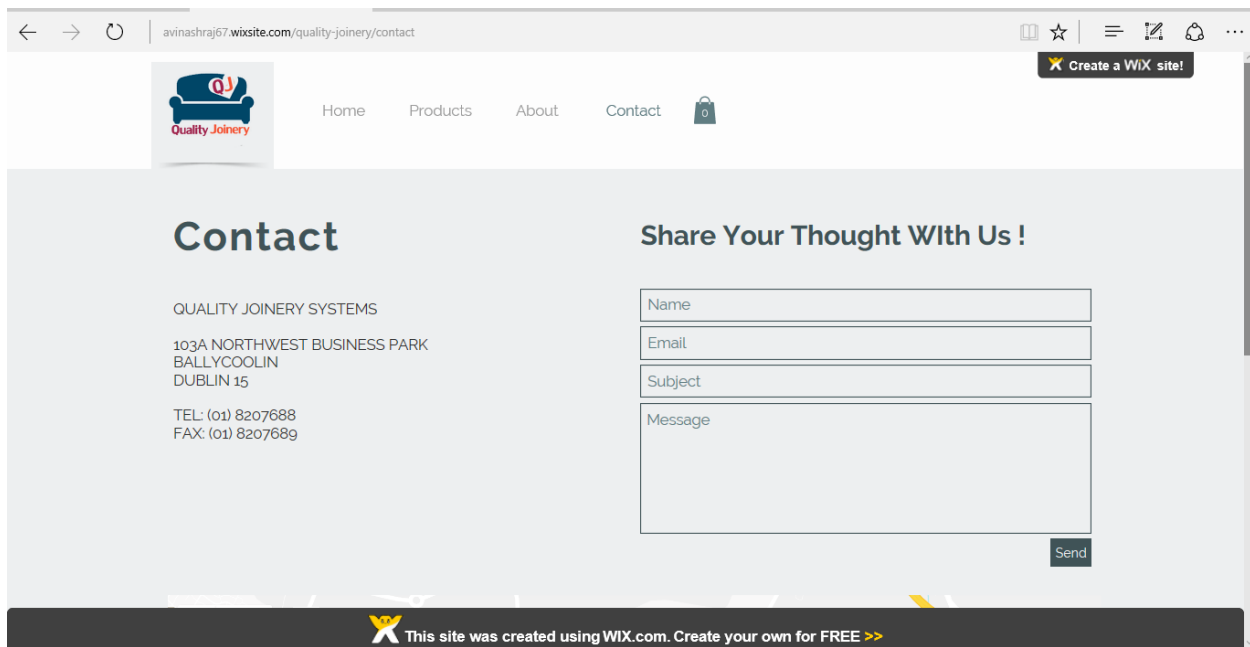 avinashraj67.wixsite.com/quality-joinery/contact
Create a WiX site!
QJ
Quality Joinery
Home
Products
About
Contact
0
Contact
QUALITY JOINERY SYSTEMS
103A NORTHWEST BUSINESS PARK
BALLYCOOLIN
DUBLIN 15
TEL: (01) 8207688
FAX: (01) 8207689
Share Your Thought WIth Us !
Name
Email
Subject
Message
Send
This site was created using WIX.com. Create your own for FREE >>